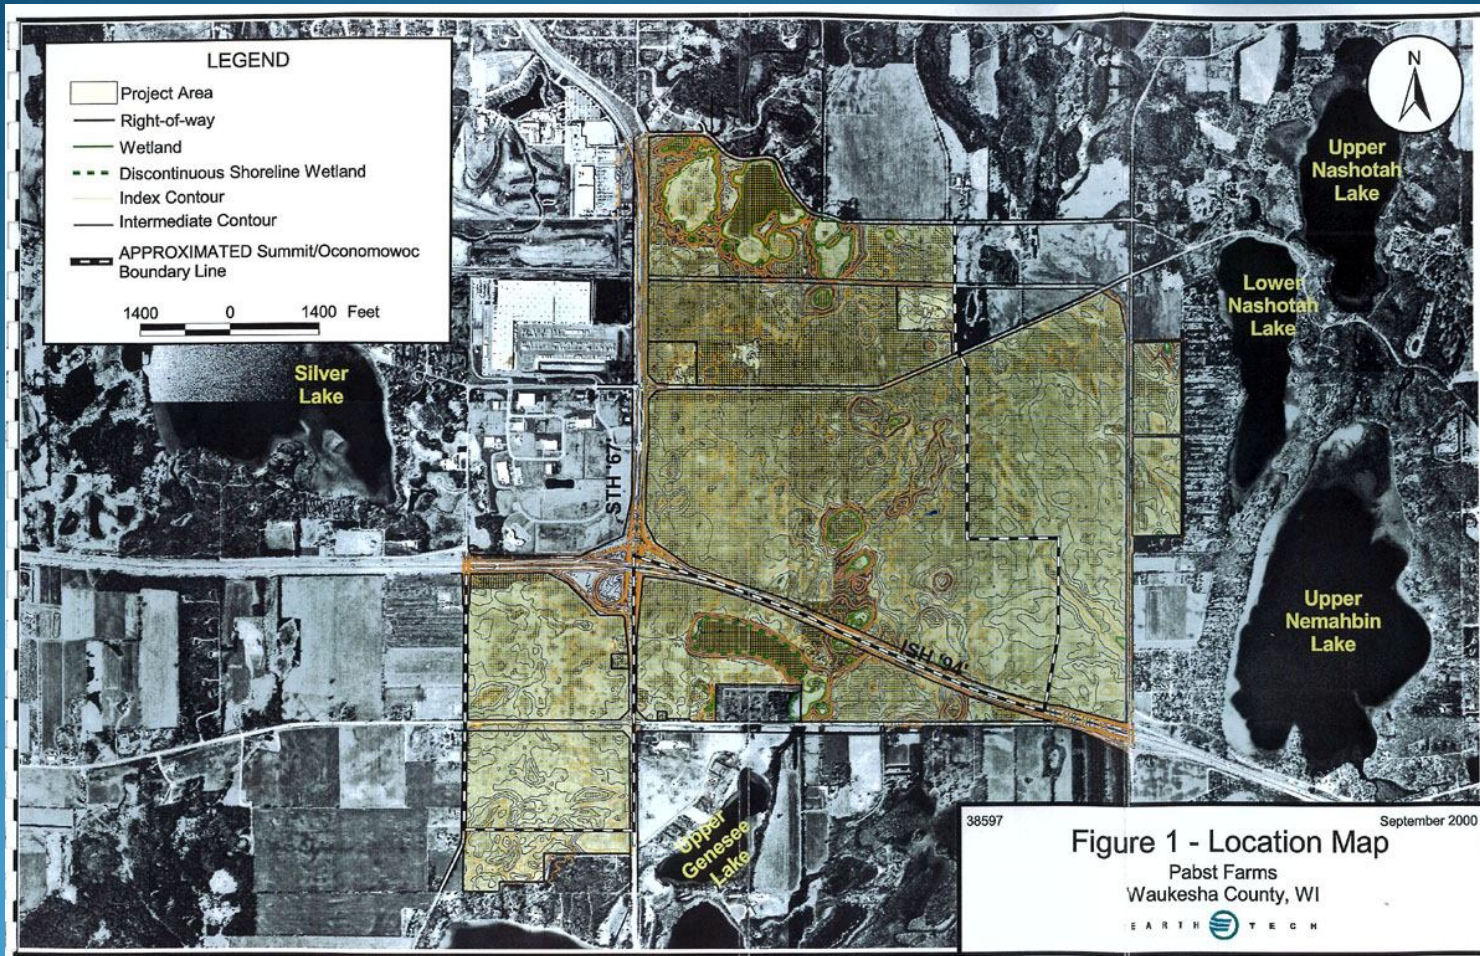 LEGEND
Project Area
Right-of-way
Wetland
Discontinuous Shoreline Wetland
Index Contour
Intermediate Contour
APPROXIMATED Summit/Oconomowoc
Boundary Line
1400 0 1400 Feet
N
Upper
Nashotah
Lake
Lower
Nashotah
Lake
Silver
Lake
STH '67'
ISH '94'
Upper
Nemahbin
Lake
Upper
Genesee
Lake
38597
September 2000
Figure 1 - Location Map
Pabst Farms
Waukesha County, WI
EARTH TECH